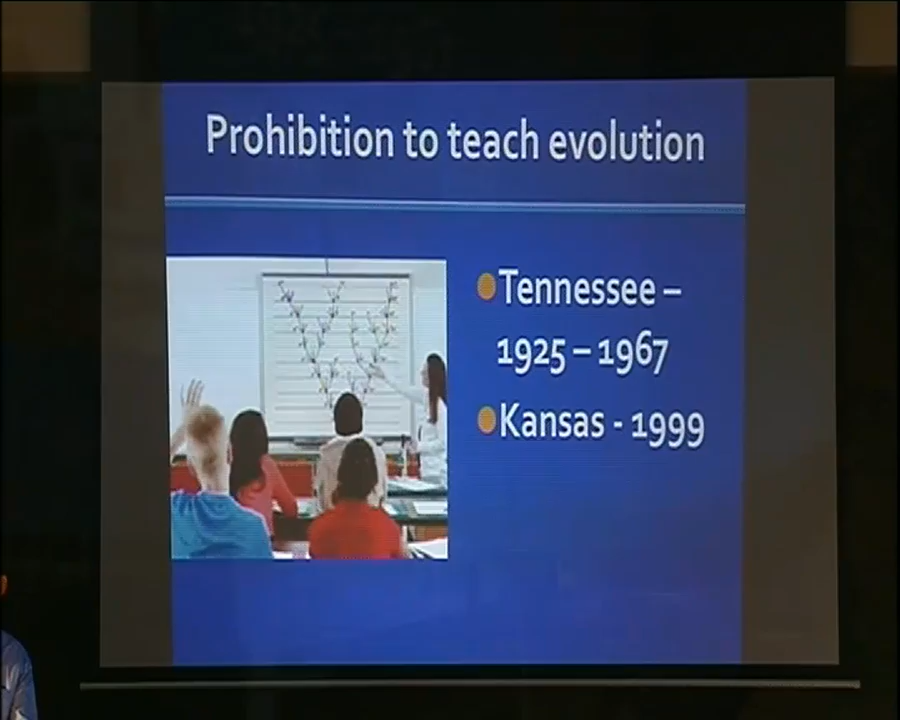 Prohibition to teach evolution
Tennessee –
1925 – 1967
Kansas - 1999